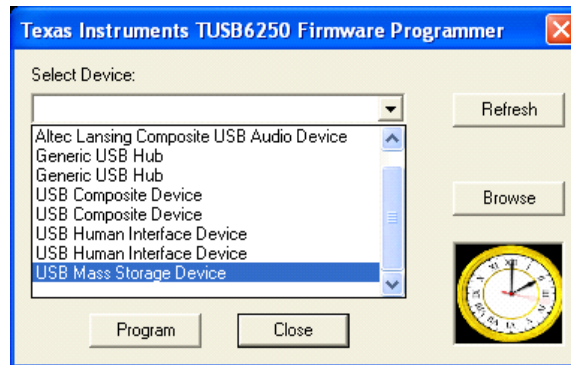 Texas Instruments TUSB6250 Firmware Programmer
Select Device:
Refresh
Altec Lansing Composite USB Audio Device
Generic USB Hub
Generic USB Hub
USB Composite Device
USB Composite Device
Browse
USB Human Interface Device
USB Human Interface Device
USB Mass Storage Device
Program
Close